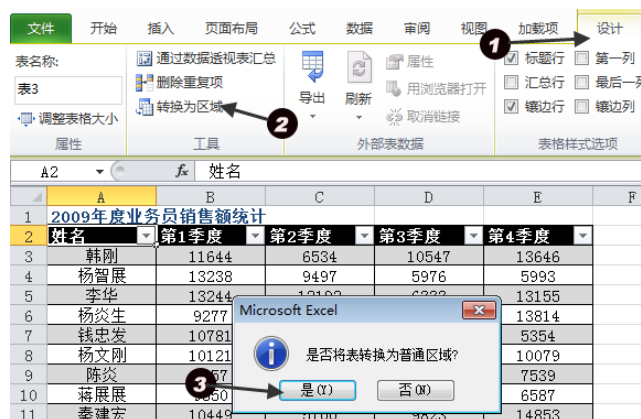 文件 开始 插入 页面布局 公式 数据 审阅 视图 加载项 设计
1
表名称: 通过数据透视表汇总 属性 标题行 第一列
表3 删除重复项 导出 刷新 用浏览器打开 汇总行 最后一列
调整表格大小 转换为区域 取消链接 镶边行 镶边列
2
属性 工具 外部表数据 表格样式选项
A2 fx 姓名
A B C D E F
1 2009年度业务员销售额统计
2 姓名 第1季度 第2季度 第3季度 第4季度
3 韩刚 11644 6534 10547 13646
4 杨智展 13238 9497 5976 5993
5 李华 13244 13155
6 杨炎生 9277 13814
7 钱忠发 10781 5354
8 杨文刚 10121 10079
9 陈炎 7539
10 蒋展展 6587
11 秦建宏 10449 14853
Microsoft Excel
是否将表转换为普通区域?
3
是(Y) 否(N)